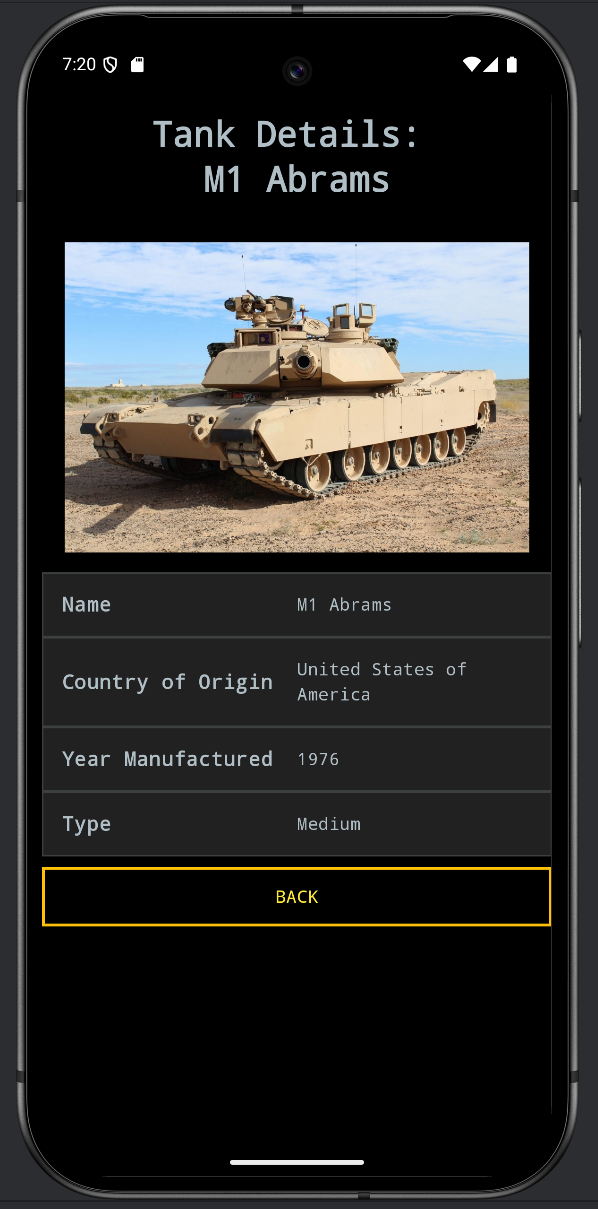 7:20
Tank Details:
M1 Abrams
Name M1 Abrams
Country of Origin United States of
America
Year Manufactured 1976
Type Medium
BACK